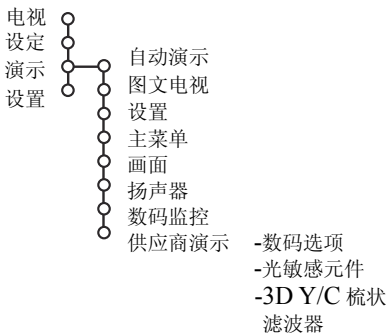 电视
设定
演示
设置
自动演示
图文电视
设置
主菜单
画面
扬声器
数码监控
供应商演示 -数码选项
-光敏感元件
-3D Y/C 梳状
滤波器